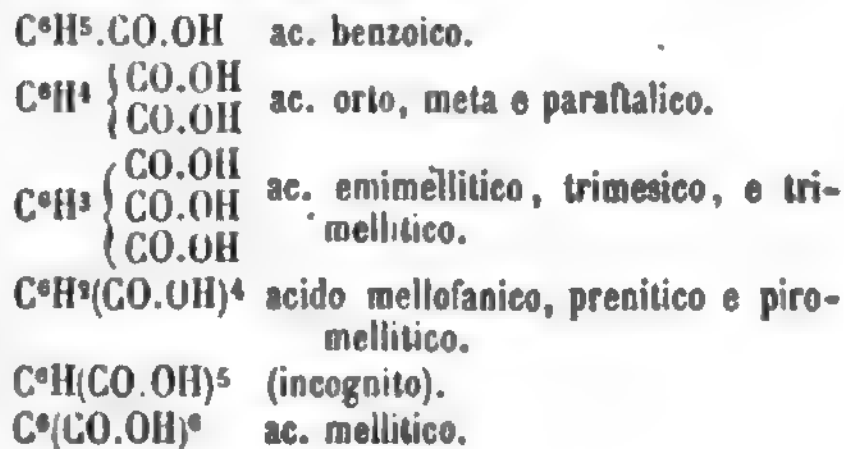 C⁶H⁵.CO.OH ac. benzoico.
C⁶H⁴ { CO.OH
CO.OH ac. orto, meta e paraftalico.
C⁶H³ { CO.OH
CO.OH ac. emimellitico, trimesico, e tri-
CO.OH mellitico.
C⁶H²(CO.OH)⁴ acido mellofanico, prenitico e piro-
mellitico.
C⁶H(CO.OH)⁵ (incognito).
C⁶(CO.OH)⁶ ac. mellitico.